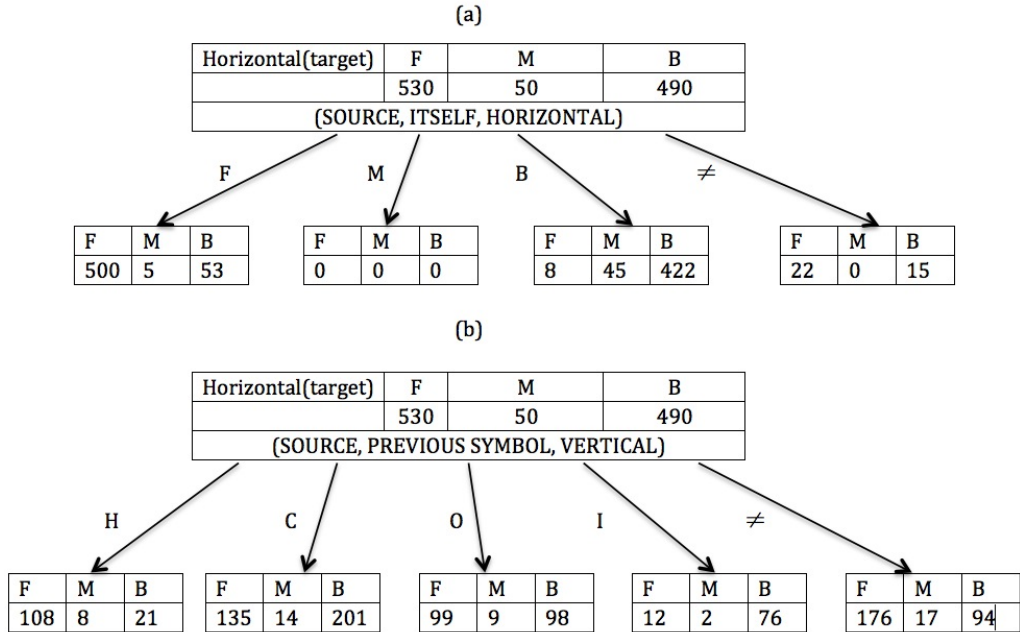 (a)
Horizontal(target) F M B
530 50 490
(SOURCE, ITSELF, HORIZONTAL)
F M B ≠
F M B F M B F M B F M B
500 5 53 0 0 0 8 45 422 22 0 15
(b)
Horizontal(target) F M B
530 50 490
(SOURCE, PREVIOUS SYMBOL, VERTICAL)
H C O I ≠
F M B F M B F M B F M B F M B
108 8 21 135 14 201 99 9 98 12 2 76 176 17 94